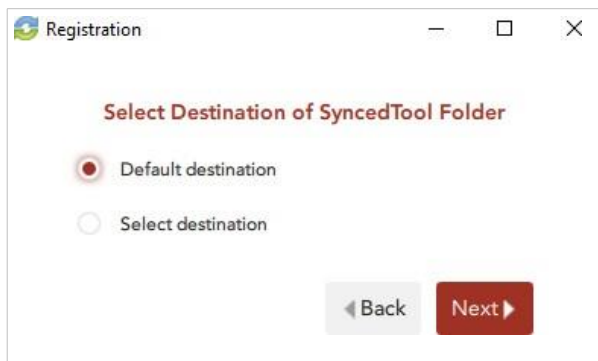 Registration
Select Destination of SyncedTool Folder
Default destination
Select destination
Back
Next